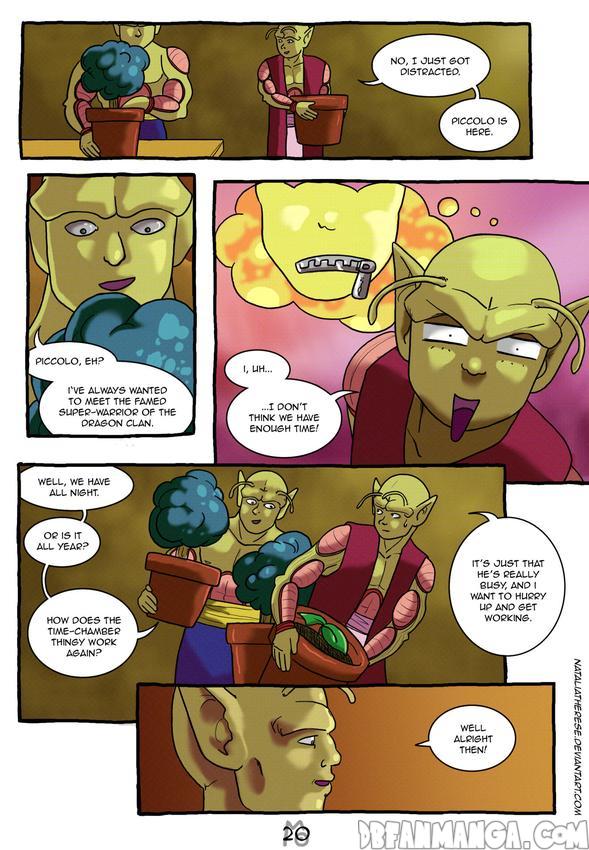 NO, I JUST GOT
DISTRACTED.
PICCOLO IS
HERE.
PICCOLO, EH?
I'VE ALWAYS WANTED
TO MEET THE FAMED
SUPER-WARRIOR OF THE
DRAGON CLAN.
I, UH...
...I DON'T
THINK WE HAVE
ENOUGH TIME!
WELL, WE HAVE
ALL NIGHT.
OR IS IT
ALL YEAR?
HOW DOES THE
TIME-CHAMBER
THINGY WORK
AGAIN?
IT'S JUST THAT
HE'S REALLY
BUSY, AND I
WANT TO HURRY
UP AND GET
WORKING.
WELL
ALRIGHT
THEN!
NATALIATHERESE.DEVIANTART.COM
20
DBFANMANGA.COM